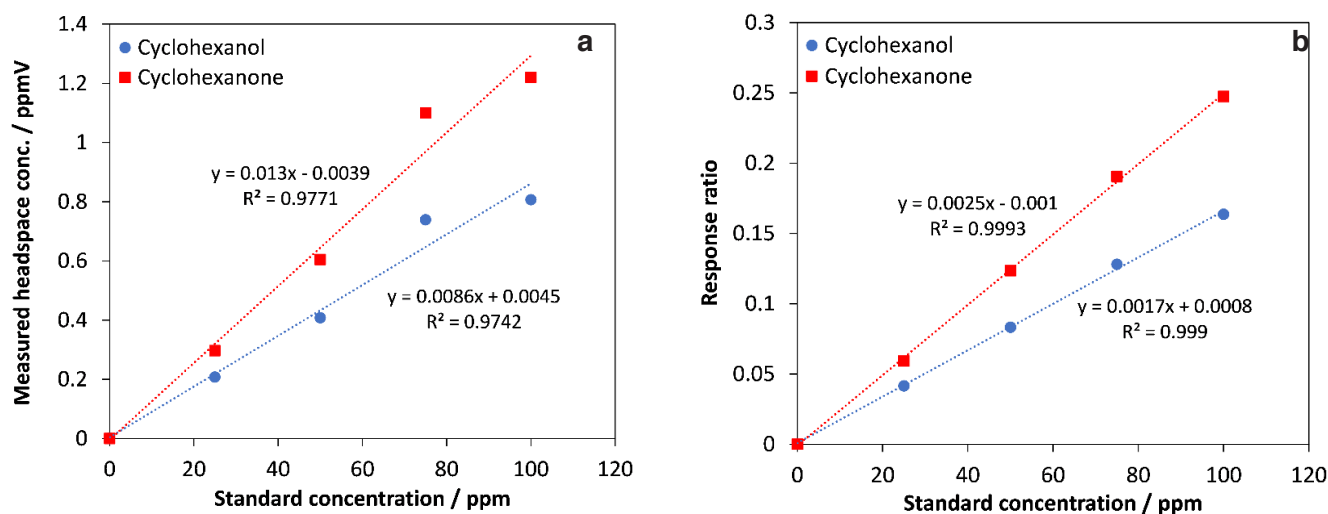 a
Cyclohexanol
Cyclohexanone
y = 0.013x - 0.0039
R² = 0.9771
y = 0.0086x + 0.0045
R² = 0.9742
Measured headspace conc. / ppmV
1.4
1.2
1
0.8
0.6
0.4
0.2
0
0 20 40 60 80 100 120
Standard concentration / ppm
b
Cyclohexanol
Cyclohexanone
y = 0.0025x - 0.001
R² = 0.9993
y = 0.0017x + 0.0008
R² = 0.999
Response ratio
0.3
0.25
0.2
0.15
0.1
0.05
0
0 20 40 60 80 100 120
Standard concentration / ppm